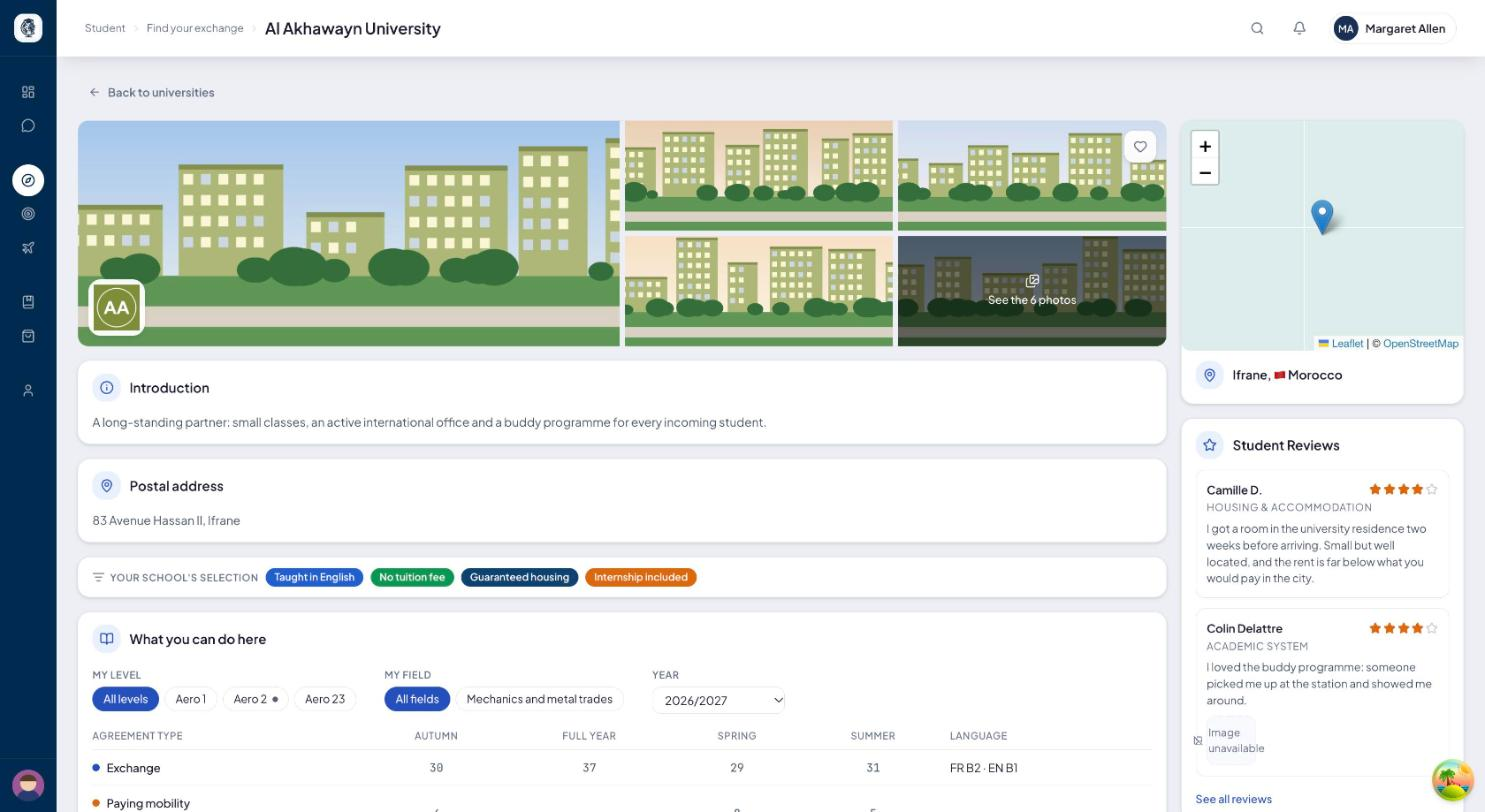 Student
Find your exchange
Al Akhawayn University
MA
Margaret Allen
Back to universities
AA
See the 6 photos
+
−
Leaflet | © OpenStreetMap
Ifrane, Morocco
Introduction
A long-standing partner: small classes, an active international office and a buddy programme for every incoming student.
Postal address
83 Avenue Hassan II, Ifrane
YOUR SCHOOL'S SELECTION
Taught in English
No tuition fee
Guaranteed housing
Internship included
What you can do here
MY LEVEL
All levels
Aero 1
Aero 2
Aero 23
MY FIELD
All fields
Mechanics and metal trades
YEAR
2026/2027
AGREEMENT TYPE AUTUMN FULL YEAR SPRING SUMMER LANGUAGE
Exchange 30 37 29 31 FR B2 · EN B1
Paying mobility
Student Reviews
Camille D.
HOUSING & ACCOMMODATION
I got a room in the university residence two
weeks before arriving. Small but well
located, and the rent is far below what you
would pay in the city.
Colin Delattre
ACADEMIC SYSTEM
I loved the buddy programme: someone
picked me up at the station and showed me
around.
Image
unavailable
See all reviews